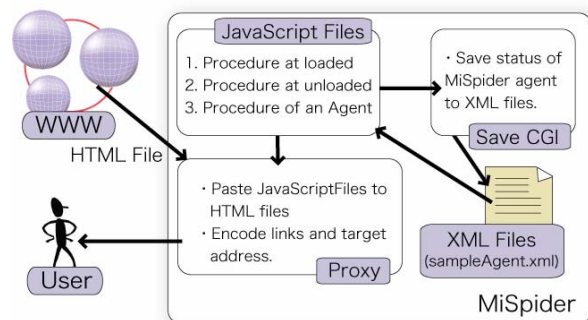 JavaScript Files
1. Procedure at loaded
2. Procedure at unloaded
3. Procedure of an Agent
・Save status of
MiSpider agent
to XML files.
Save CGI
WWW
HTML File
・Paste JavaScriptFiles to
HTML files
・Encode links and target
address.
Proxy
User
XML Files
(sampleAgent.xml)
MiSpider